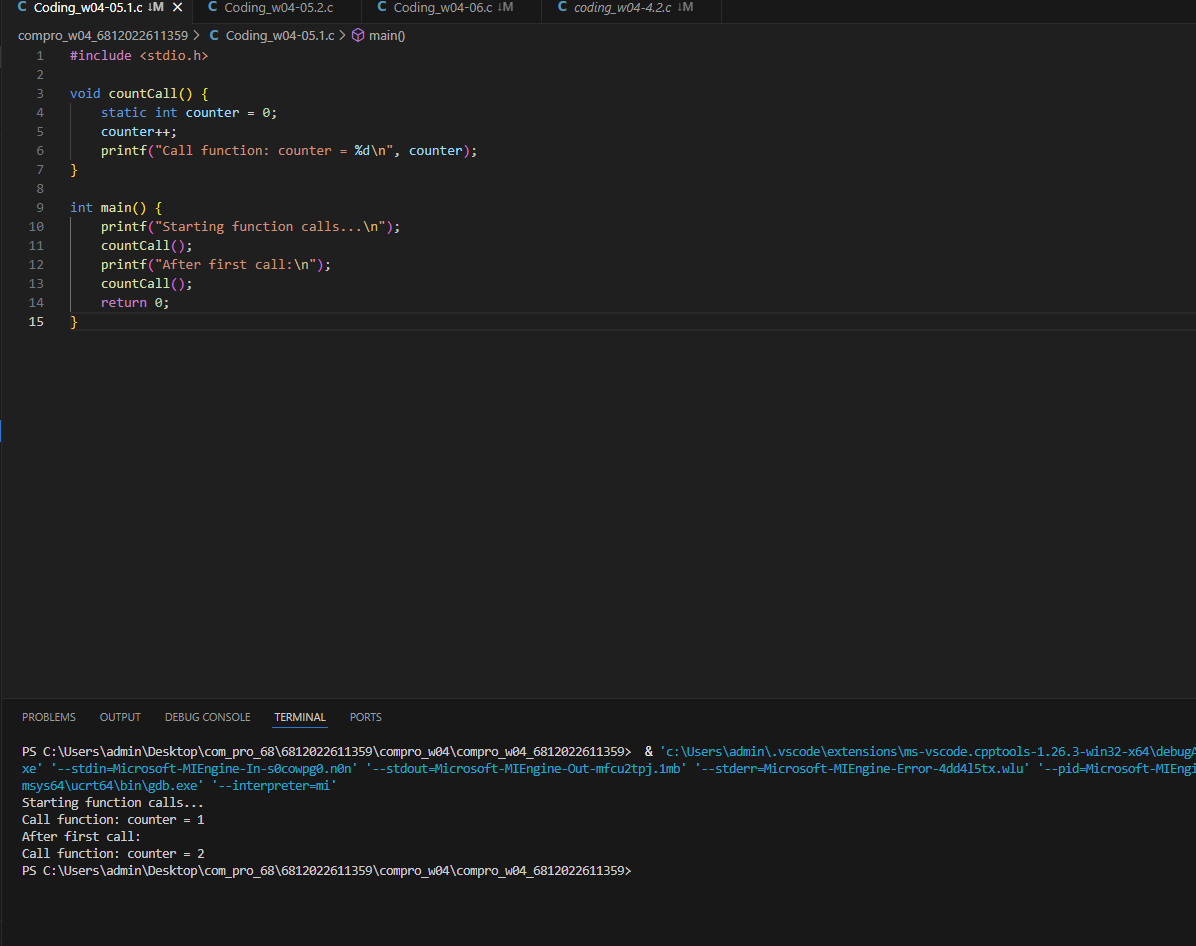 C Coding_w04-05.1.c ↓M × C Coding_w04-05.2.c C Coding_w04-06.c ↓M C coding_w04-4.2.c ↓M
compro_w04_6812022611359 > C Coding_w04-05.1.c > main()
1 #include <stdio.h>
2
3 void countCall() {
4     static int counter = 0;
5     counter++;
6     printf("Call function: counter = %d\n", counter);
7 }
8
9 int main() {
10     printf("Starting function calls...\n");
11     countCall();
12     printf("After first call:\n");
13     countCall();
14     return 0;
15 }
PROBLEMS OUTPUT DEBUG CONSOLE TERMINAL PORTS
PS C:\Users\admin\Desktop\com_pro_68\6812022611359\compro_w04\compro_w04_6812022611359>  & 'c:\Users\admin\.vscode\extensions\ms-vscode.cpptools-1.26.3-win32-x64\debugA
xe' '--stdin=Microsoft-MIEngine-In-s0cowpg0.n0n' '--stdout=Microsoft-MIEngine-Out-mfcu2tpj.1mb' '--stderr=Microsoft-MIEngine-Error-4dd4l5tx.wlu' '--pid=Microsoft-MIEngi
msys64\ucrt64\bin\gdb.exe' '--interpreter=mi'
Starting function calls...
Call function: counter = 1
After first call:
Call function: counter = 2
PS C:\Users\admin\Desktop\com_pro_68\6812022611359\compro_w04\compro_w04_6812022611359>